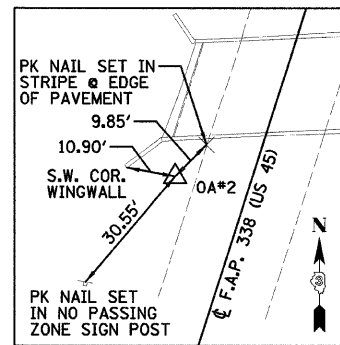 PK NAIL SET IN
STRIPE @ EDGE
OF PAVEMENT
9.85'
10.90'
S.W. COR.
WINGWALL
OA#2
30.55'
℄ F.A.P. 338 (US 45)
N
3
PK NAIL SET
IN NO PASSING
ZONE SIGN POST